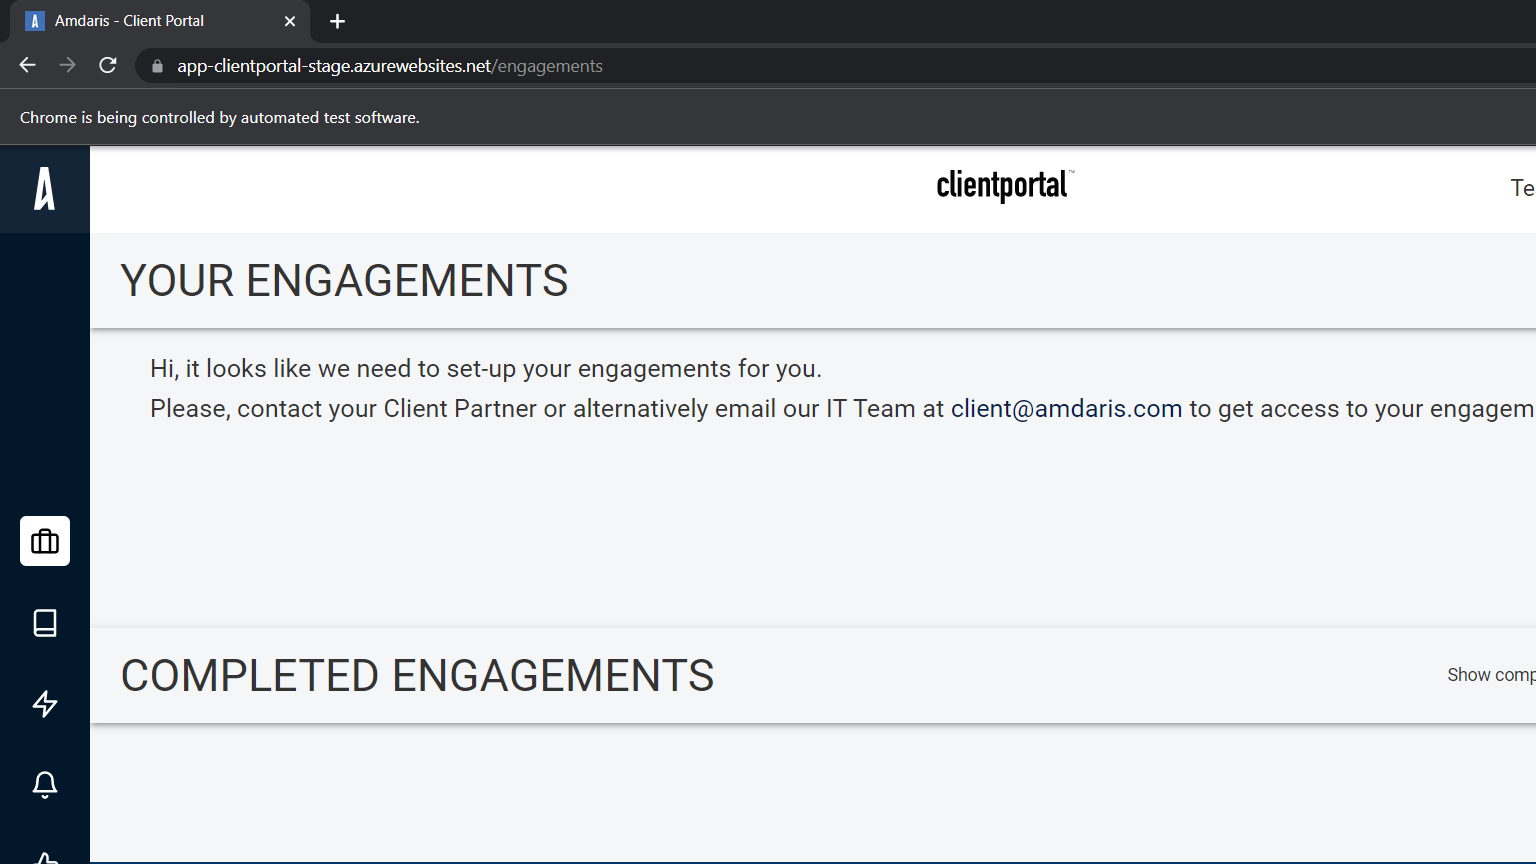 Amdaris - Client Portal
app-clientportal-stage.azurewebsites.net/engagements
Chrome is being controlled by automated test software.
clientportal™
Te
YOUR ENGAGEMENTS
Hi, it looks like we need to set-up your engagements for you.
Please, contact your Client Partner or alternatively email our IT Team at client@amdaris.com to get access to your engagem
COMPLETED ENGAGEMENTS
Show comp